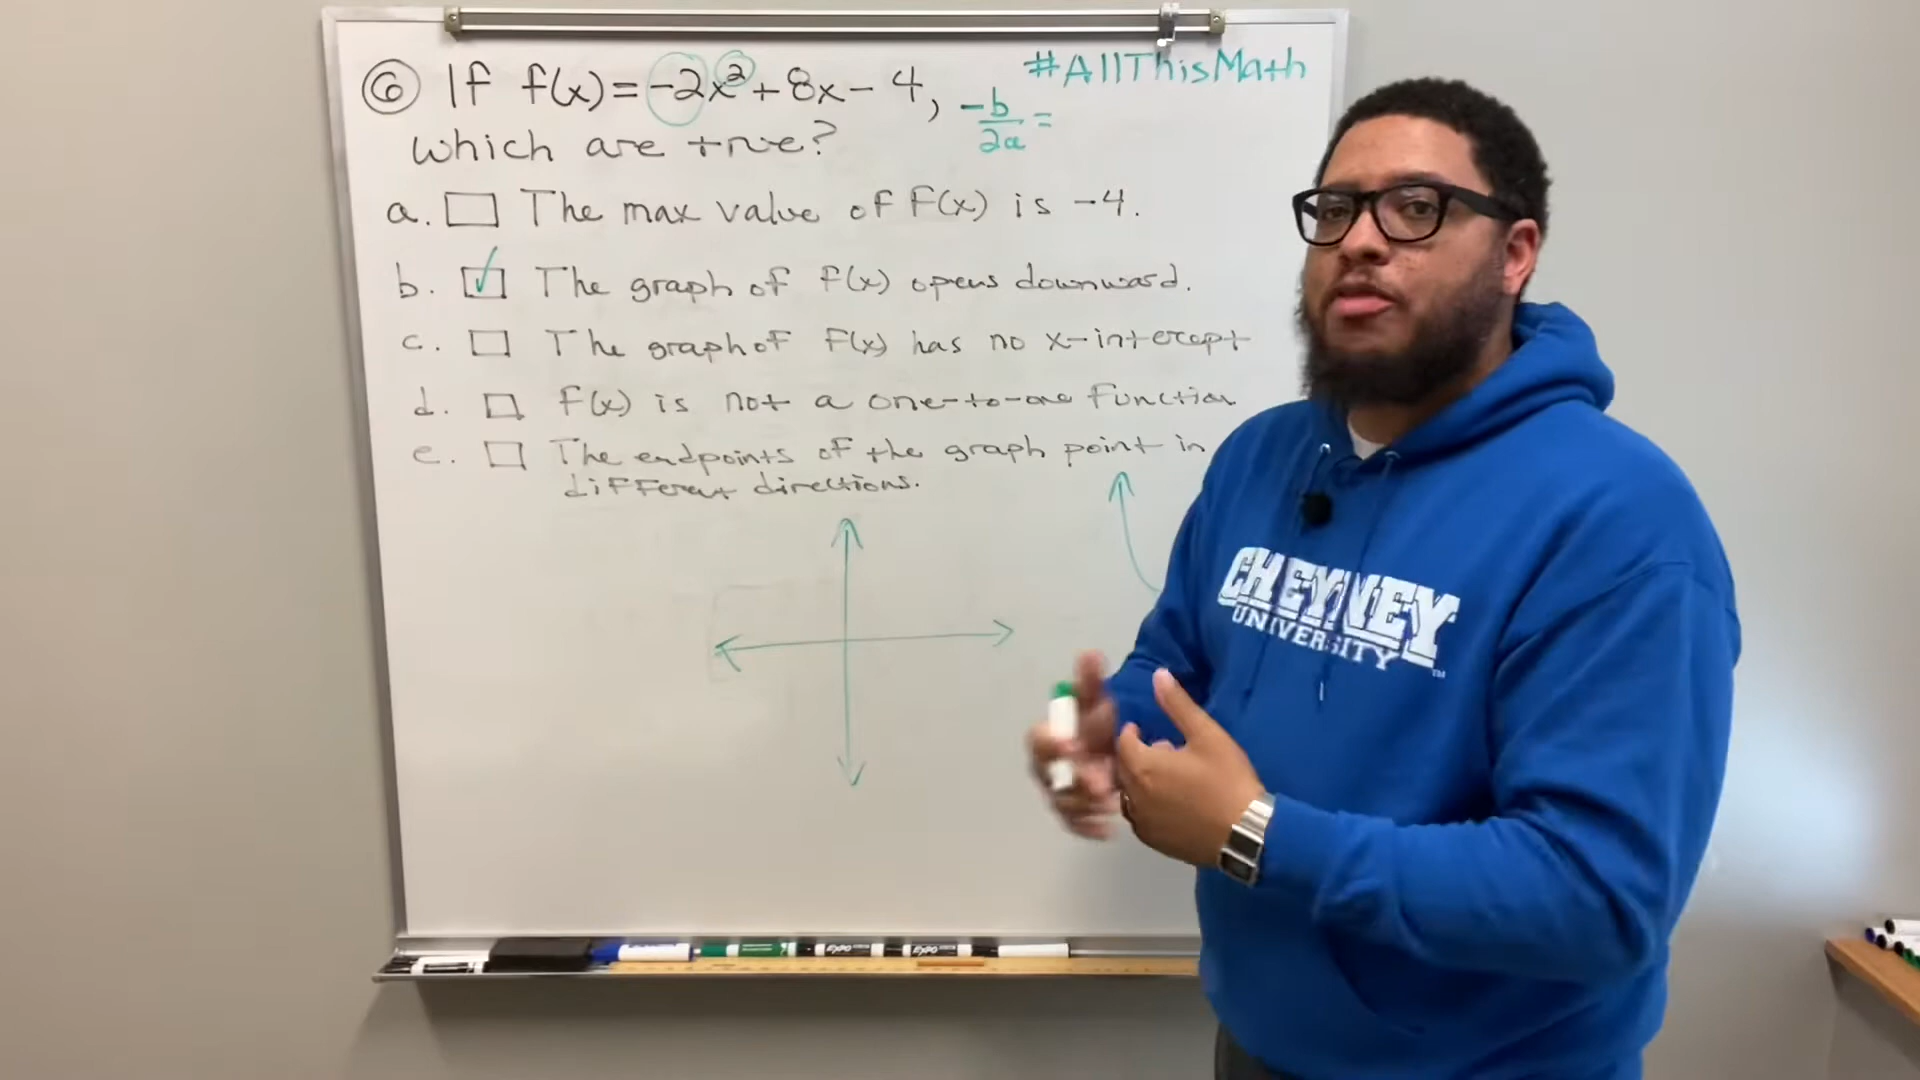 #AllThisMath
6 If f(x)=-2x²+8x-4,
-b/2a =
which are true?
a. The max value of f(x) is -4.
b. ✓ The graph of f(x) opens downward.
c. The graph of f(x) has no x-intercept
d. f(x) is not a one-to-one function
e. The endpoints of the graph point in
different directions.
CHEYNEY
UNIVERSITY
TM
EXPO
EXPO